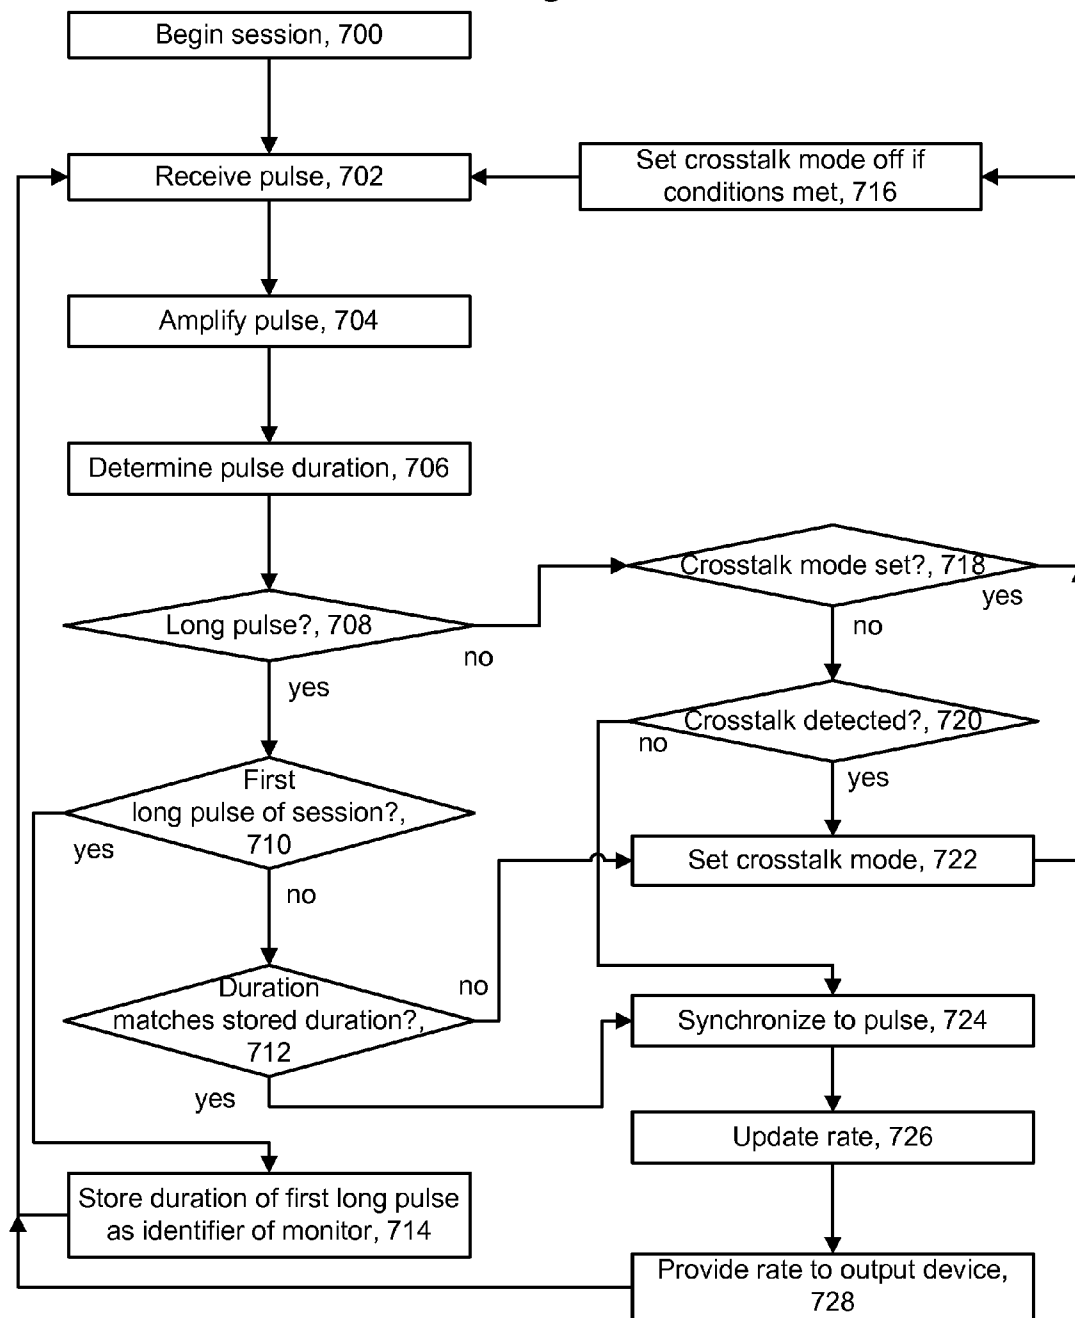 Begin session, 700
Receive pulse, 702
Set crosstalk mode off if
conditions met, 716
Amplify pulse, 704
Determine pulse duration, 706
Long pulse?, 708
no
yes
Crosstalk mode set?, 718
yes
no
Crosstalk detected?, 720
no
yes
First
long pulse of session?,
710
yes
no
Set crosstalk mode, 722
Duration
matches stored duration?,
712
no
yes
Synchronize to pulse, 724
Update rate, 726
Store duration of first long pulse
as identifier of monitor, 714
Provide rate to output device,
728